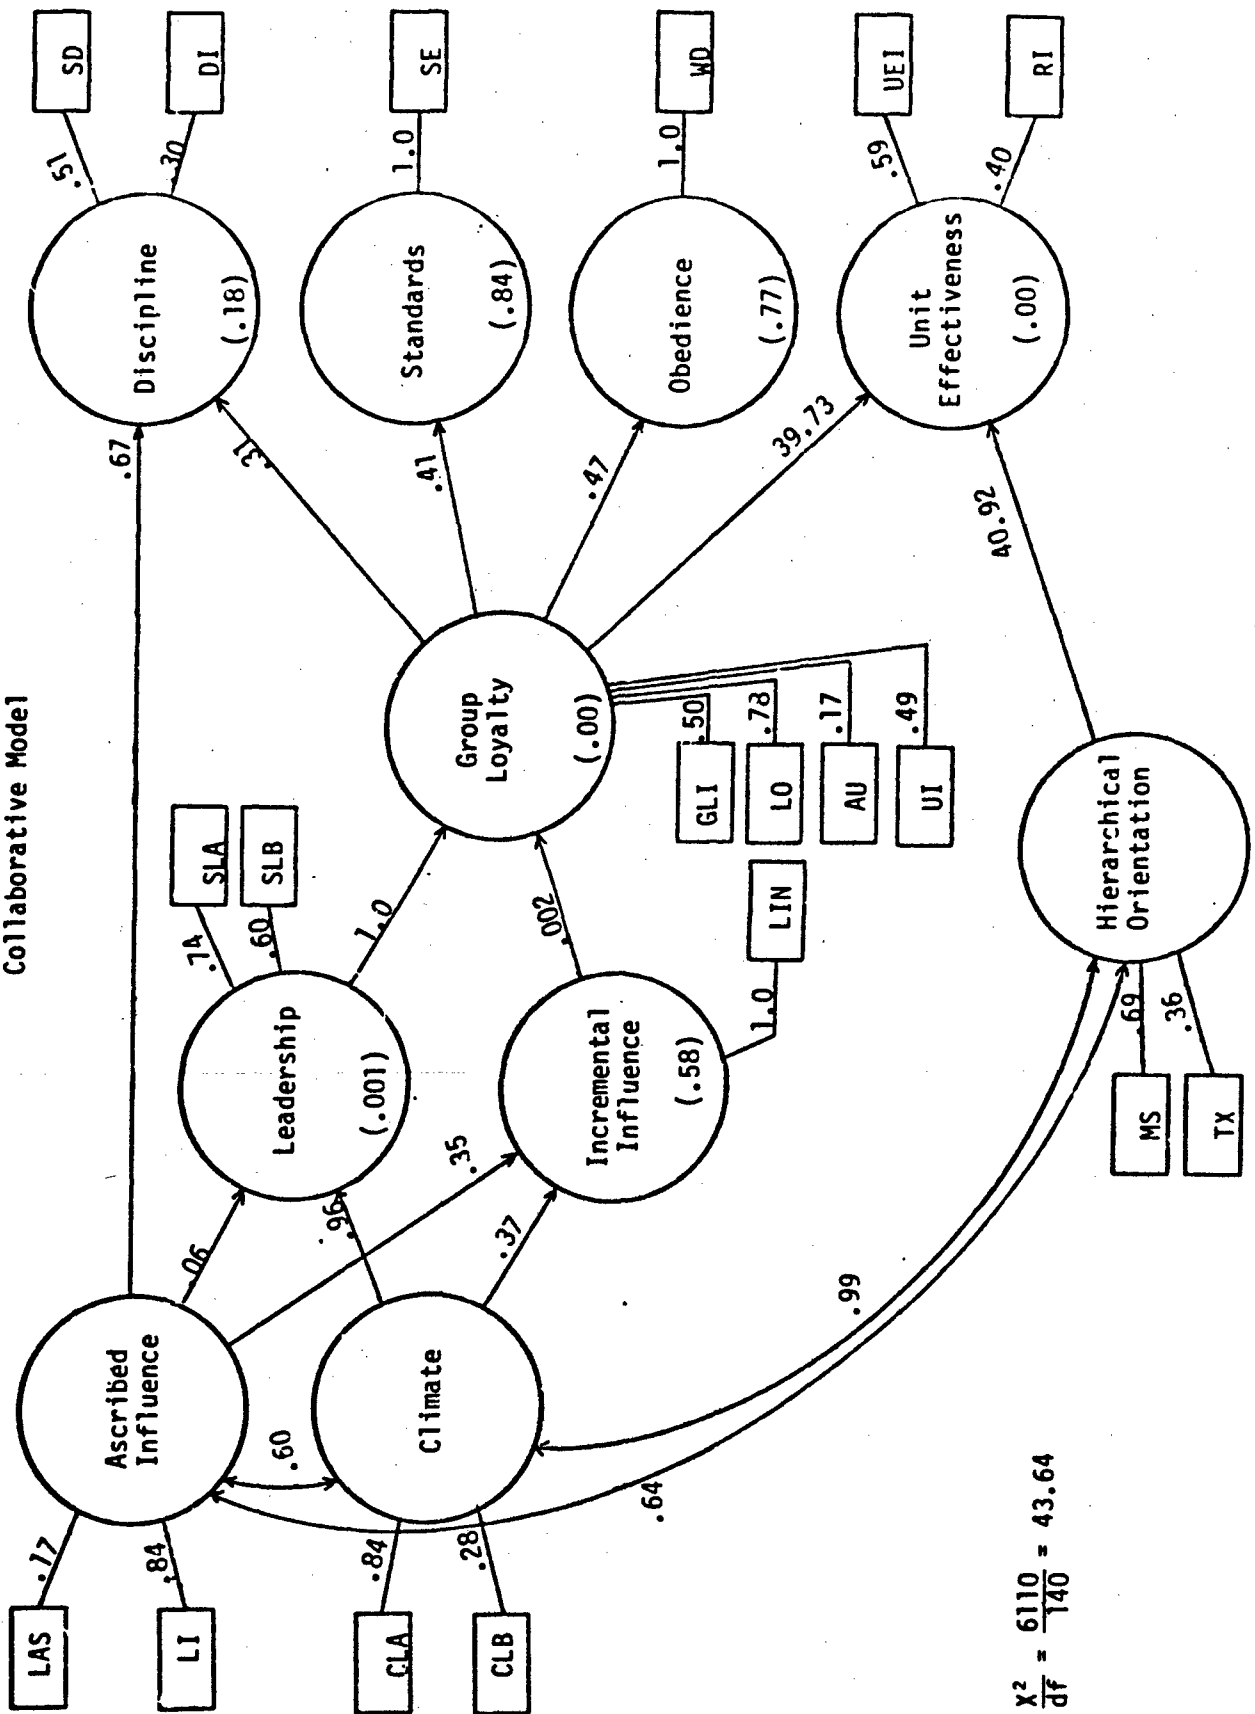 Collaborative Model
LAS
.17
LI
.84
Ascribed
Influence
.67
.06
.35
.60
.64
CLA
.84
CLB
.28
Climate
.96
.37
.99
SLA
.74
SLB
.60
Leadership
(.001)
1.0
Incremental
Influence
(.58)
.002
1.0
LIN
Group
Loyalty
(.00)
.50
GLI
.78
LO
.17
AU
.49
UI
.31
.41
.47
39.73
Discipline
(.18)
.51
SD
.30
DI
Standards
(.84)
1.0
SE
Obedience
(.77)
1.0
WD
Unit
Effectiveness
(.00)
.59
UEI
.40
RI
40.92
Hierarchical
Orientation
.69
MS
.36
TX
X² / df = 6110 / 140 = 43.64